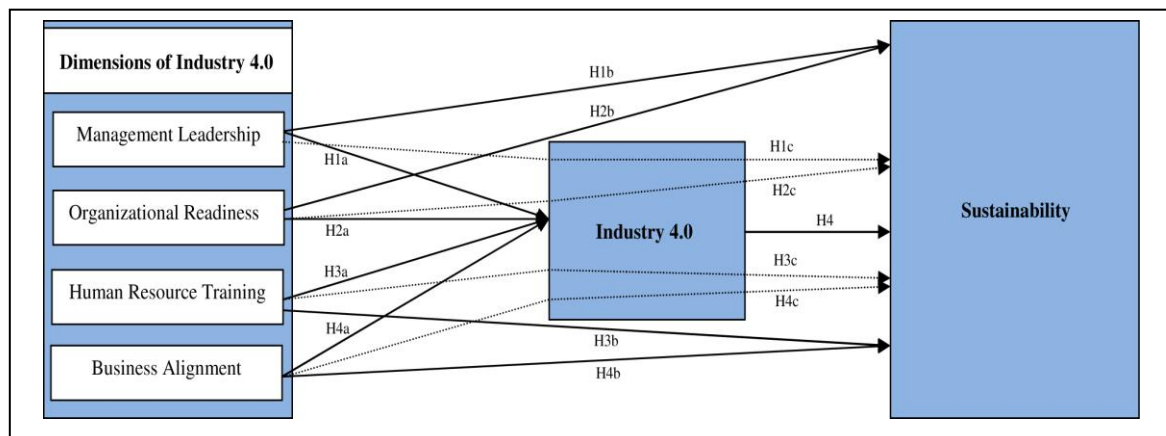 Dimensions of Industry 4.0
Management Leadership
Organizational Readiness
Human Resource Training
Business Alignment
H1b
H2b
H1a
H2a
H3a
H4a
H1c
H2c
H4
H3c
H4c
H3b
H4b
Industry 4.0
Sustainability